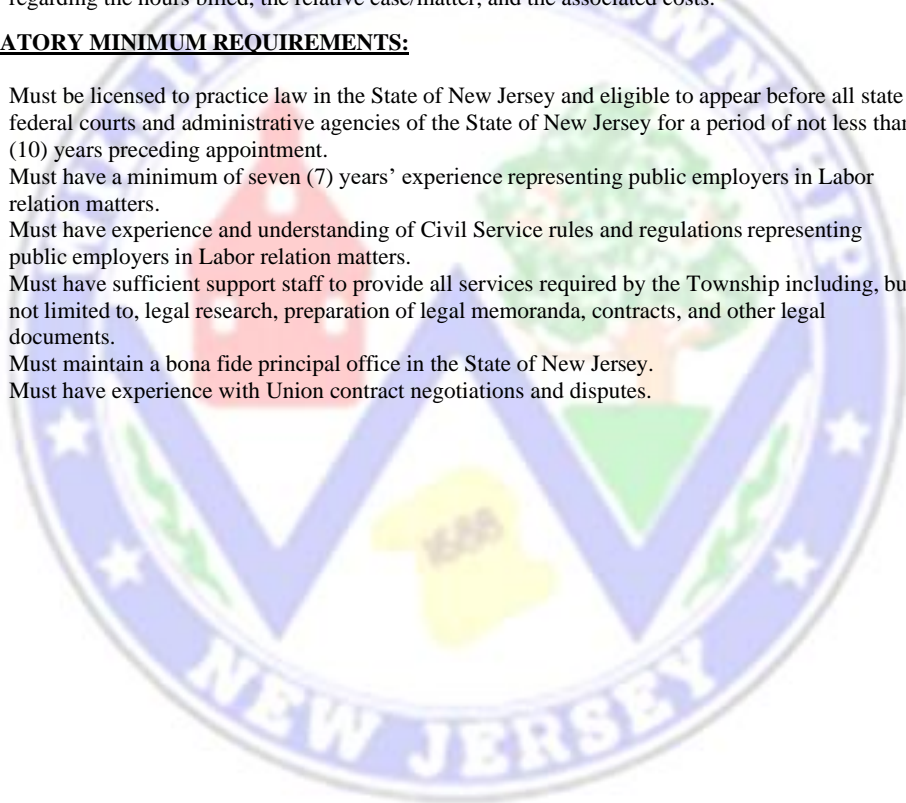 regarding the hours billed, the relative case/matter, and the associated costs.
ATORY MINIMUM REQUIREMENTS:
Must be licensed to practice law in the State of New Jersey and eligible to appear before all state
federal courts and administrative agencies of the State of New Jersey for a period of not less than
(10) years preceding appointment.
Must have a minimum of seven (7) years’ experience representing public employers in Labor
relation matters.
Must have experience and understanding of Civil Service rules and regulations representing
public employers in Labor relation matters.
Must have sufficient support staff to provide all services required by the Township including, bu
not limited to, legal research, preparation of legal memoranda, contracts, and other legal
documents.
Must maintain a bona fide principal office in the State of New Jersey.
Must have experience with Union contract negotiations and disputes.
1688
NEW JERSEY